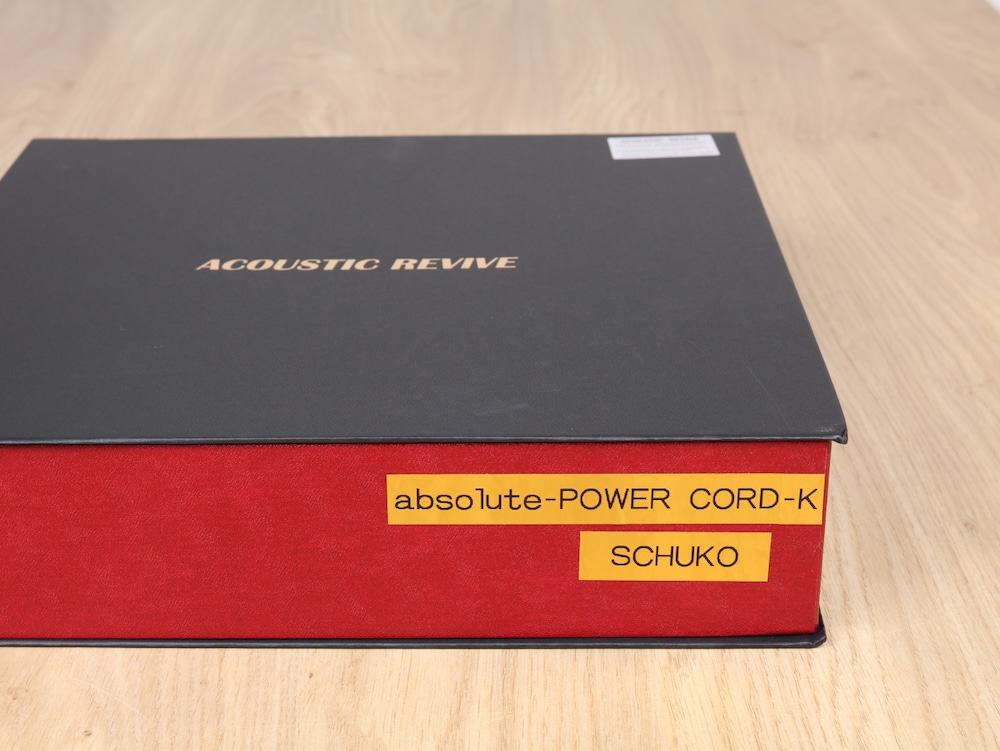 ACOUSTIC REVIVE
absolute-POWER CORD-K
SCHUKO